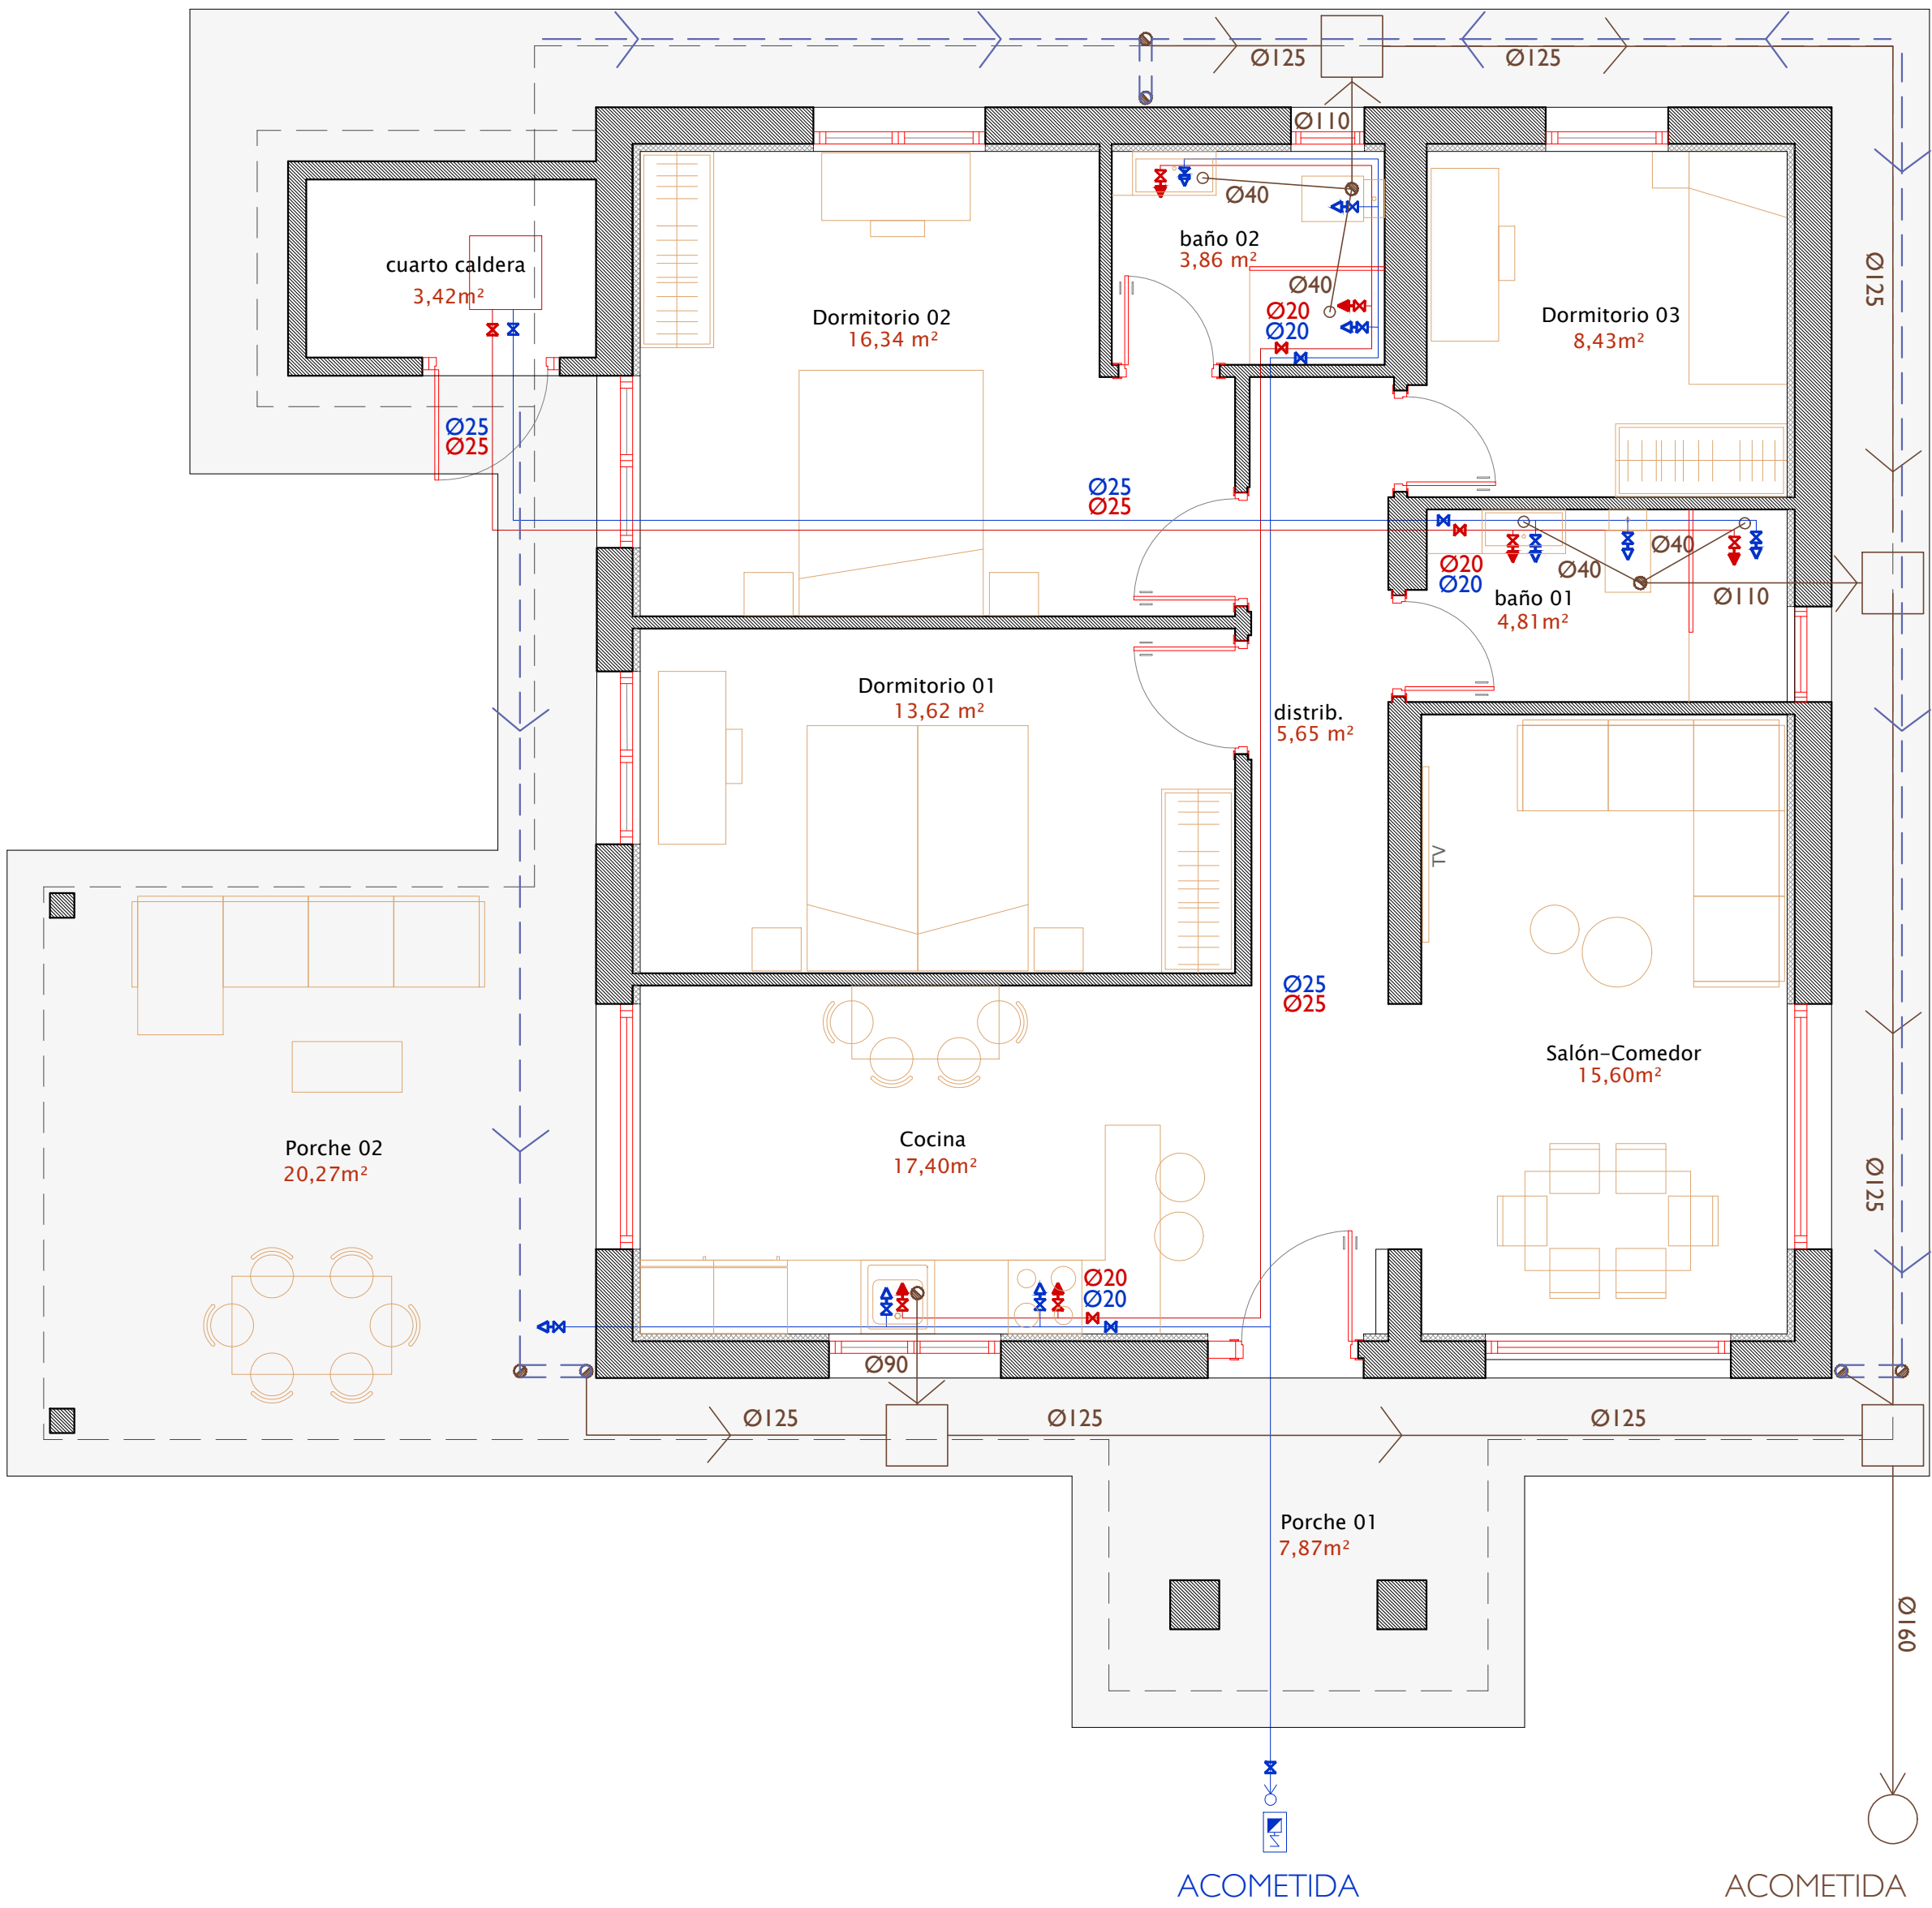 Ø125
Ø125
Ø110
Ø40
baño 02
3,86 m²
cuarto caldera
3,42m²
Ø125
Ø40
Ø20
Ø20
Dormitorio 02
16,34 m²
Dormitorio 03
8,43m²
Ø25
Ø25
Ø25
Ø25
Ø40
Ø20
Ø20
Ø40
Ø110
baño 01
4,81m²
Dormitorio 01
13,62 m²
distrib.
5,65 m²
TV
Ø25
Ø25
Salón-Comedor
15,60m²
Porche 02
20,27m²
Cocina
17,40m²
Ø125
Ø20
Ø20
Ø90
Ø125
Ø125
Ø125
Porche 01
7,87m²
Ø160
ACOMETIDA
ACOMETIDA